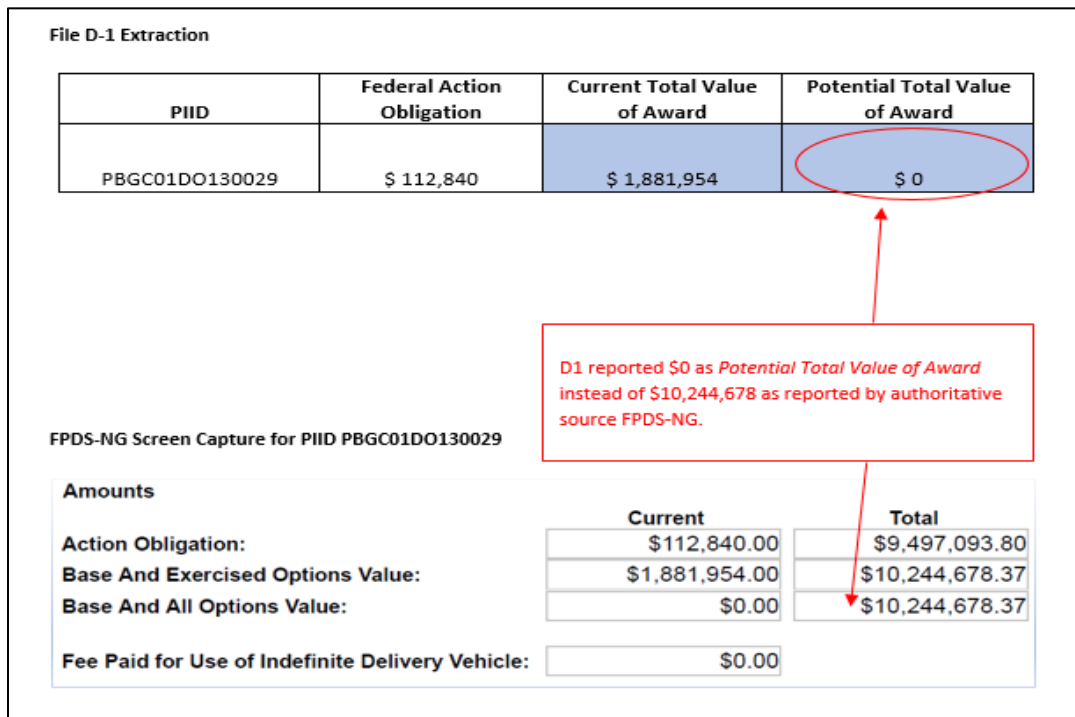 File D-1 Extraction
PIID
Federal Action
Obligation
Current Total Value
of Award
Potential Total Value
of Award
PBGC01DO130029
$ 112,840
$ 1,881,954
$ 0
D1 reported $0 as Potential Total Value of Award
instead of $10,244,678 as reported by authoritative
source FPDS-NG.
FPDS-NG Screen Capture for PIID PBGC01DO130029
Amounts
Current Total
Action Obligation: $112,840.00 $9,497,093.80
Base And Exercised Options Value: $1,881,954.00 $10,244,678.37
Base And All Options Value: $0.00 $10,244,678.37
Fee Paid for Use of Indefinite Delivery Vehicle: $0.00